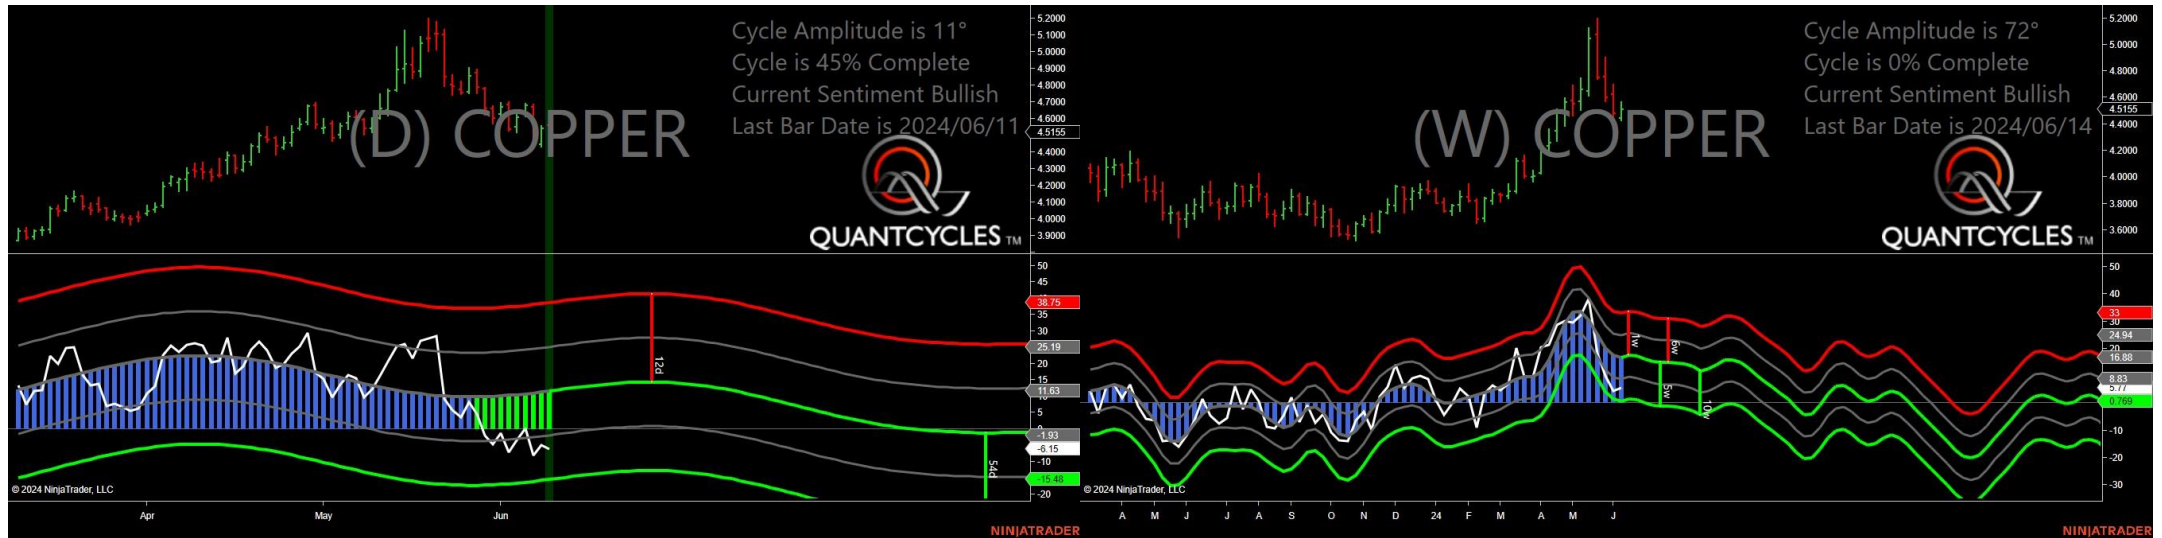 Cycle Amplitude is 11°
Cycle is 45% Complete
Current Sentiment Bullish
Last Bar Date is 2024/06/11
(D) COPPER
QUANTCYCLES TM
5.2000
5.1000
5.0000
4.9000
4.8000
4.7000
4.6000
4.5155
4.4000
4.3000
4.2000
4.1000
4.0000
3.9000
50
45
38.75
35
30
25.19
20
15
11.63
5
-1.93
-6.15
-10
-15.48
-20
12d
54d
© 2024 NinjaTrader, LLC
Apr May Jun
NINJATRADER
Cycle Amplitude is 72°
Cycle is 0% Complete
Current Sentiment Bullish
Last Bar Date is 2024/06/14
(W) COPPER
QUANTCYCLES TM
5.2000
5.0000
4.8000
4.6000
4.5155
4.4000
4.2000
4.0000
3.8000
3.6000
50
40
33
30
24.94
20
16.88
8.83
5.77
0.769
-10
-20
-30
1w
6w
5w
10w
© 2024 NinjaTrader, LLC
A M J J A S O N D 24 F M A M J
NINJATRADER